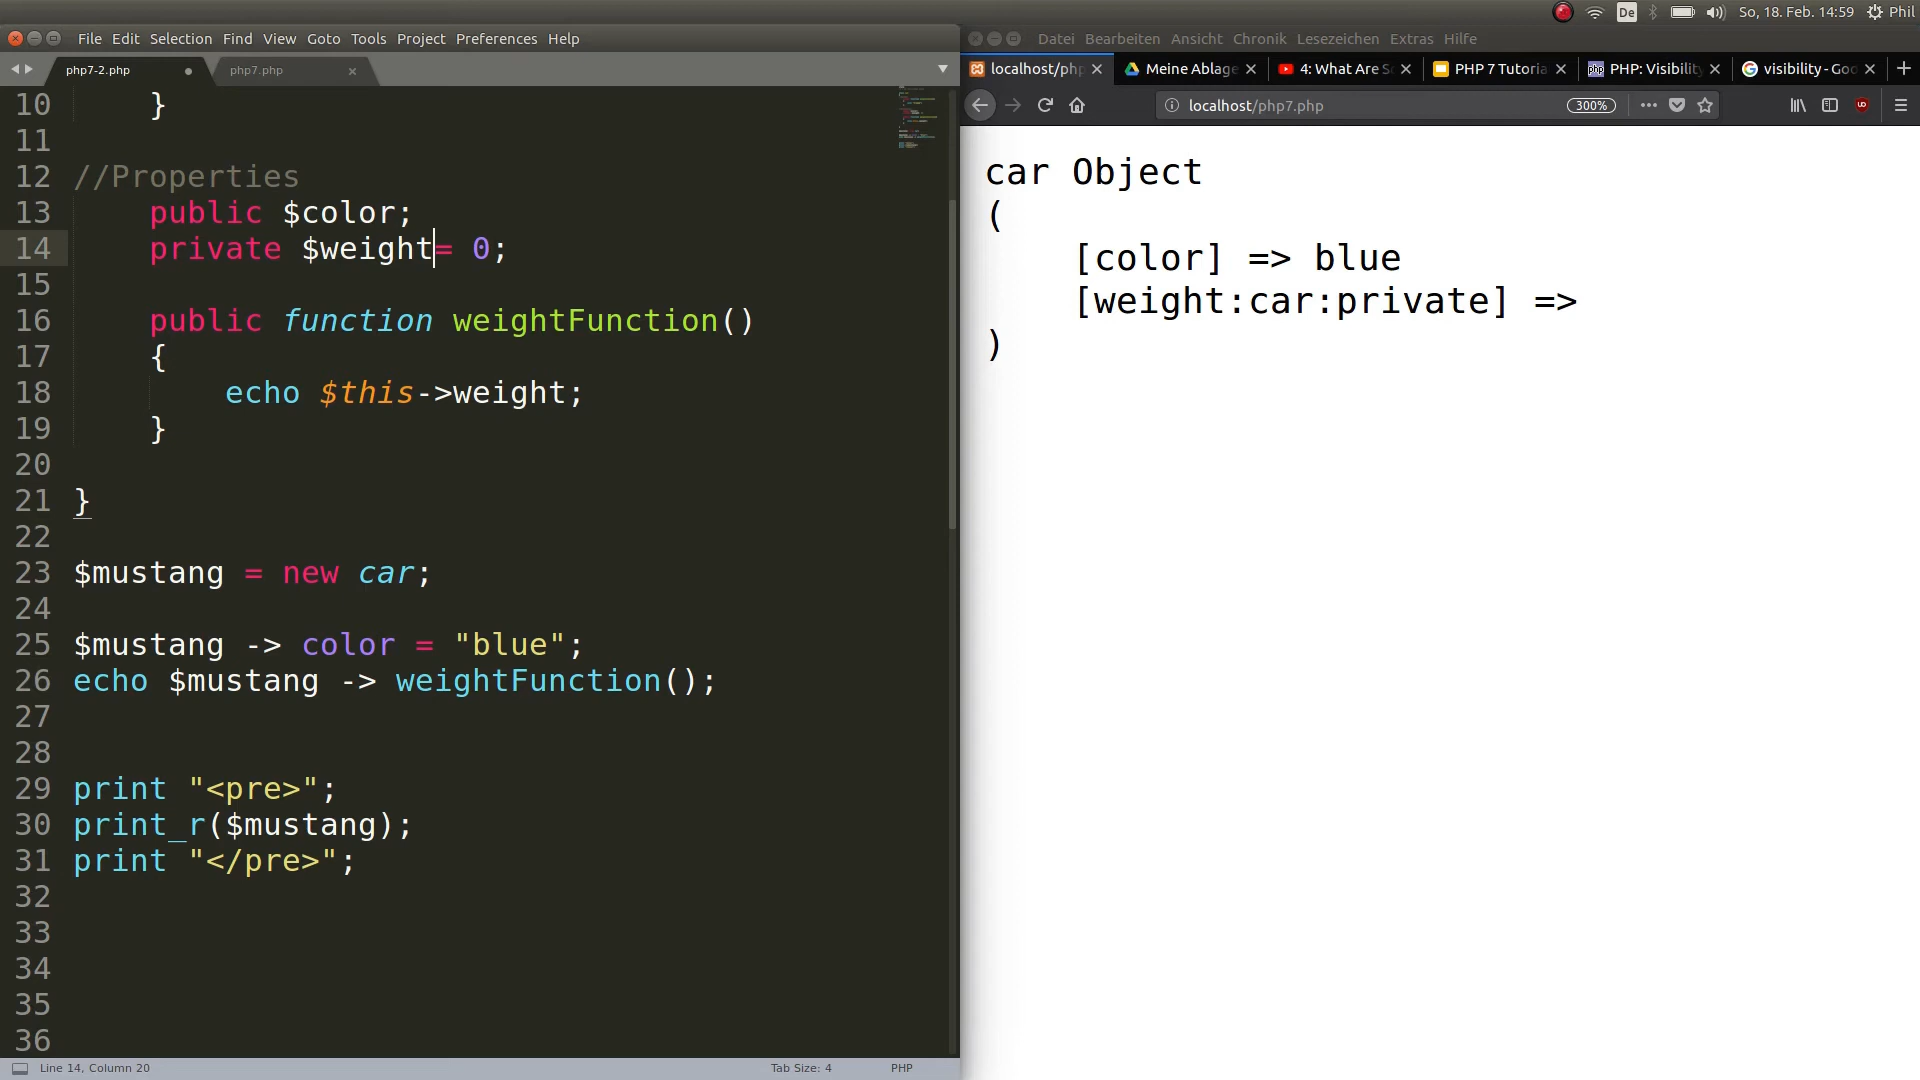 De
So, 18. Feb. 14:59
Phil
File Edit Selection Find View Goto Tools Project Preferences Help
Datei Bearbeiten Ansicht Chronik Lesezeichen Extras Hilfe
php7-2.php
php7.php
localhost/php
Meine Ablage
4: What Are Sc
PHP 7 Tutoria
php PHP: Visibility
visibility - Goo
localhost/php7.php
300%
10 }
11
12 //Properties
13 public $color;
14 private $weight= 0;
15
16 public function weightFunction()
17 {
18 echo $this->weight;
19 }
20
21 }
22
23 $mustang = new car;
24
25 $mustang -> color = "blue";
26 echo $mustang -> weightFunction();
27
28
29 print "<pre>";
30 print_r($mustang);
31 print "</pre>";
32
33
34
35
36
car Object
(
[color] => blue
[weight:car:private] =>
)
Line 14, Column 20
Tab Size: 4
PHP